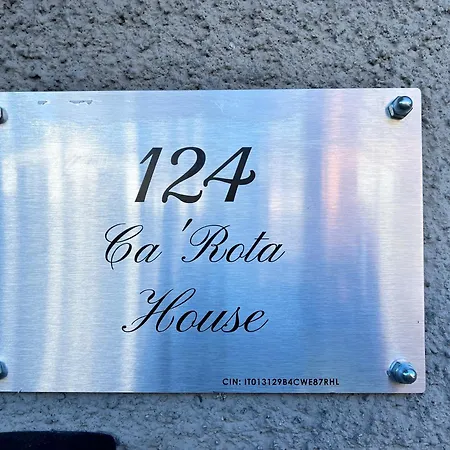 124
Ca 'Rota
House
CIN: IT013129B4CWE87RHL